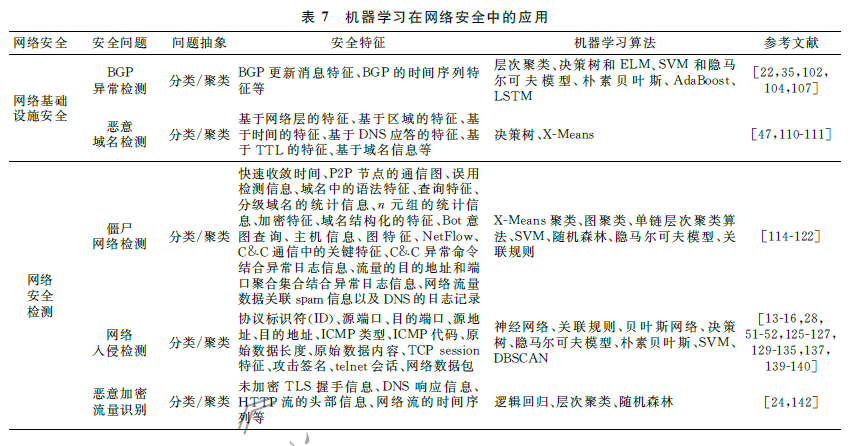 表 7 机器学习在网络安全中的应用
网络安全 安全问题 问题抽象 安全特征 机器学习算法 参考文献
网络基础
设施安全
BGP
异常检测
分类/聚类
BGP 更新消息特征、BGP 的时间序列特
征等
层次聚类、决策树和 ELM、SVM 和隐马
尔可夫模型、朴素贝叶斯、AdaBoost、
LSTM
[22,35,102,
104,107]
恶意
域名检测
分类/聚类
基于网络层的特征、基于区域的特征、基
于时间的特征、基于 DNS 应答的特征、基
于 TTL 的特征、基于域名信息等
决策树、X-Means
[47,110-111]
网络
安全
检测
僵尸
网络检测
分类/聚类
快速收敛时间、P2P 节点的通信图、误用
检测信息、域名中的语法特征、查询特征、
分级域名的统计信息、n 元组的统计信
息、加密特征、域名结构化的特征、Bot 意
图查询、主机信息、图特征、NetFlow、
C&C 通信中的关键特征、C&C 异常命令
结合异常日志信息、流量的目的地址和端
口聚合集合结合异常日志信息、网络流量
数据关联 spam 信息以及 DNS 的日志记录
X-Means 聚类、图聚类、单链层次聚类算
法、SVM、随机森林、隐马尔可夫模型、关
联规则
[114-122]
网络
入侵检测
分类/聚类
协议标识符(ID)、源端口、目的端口、源地
址、目的地址、ICMP 类型、ICMP 代码、原
始数据长度、原始数据内容、TCP session
特征、攻击签名、telnet 会话、网络数据包
神经网络、关联规则、贝叶斯网络、决策
树、隐马尔可夫模型、朴素贝叶斯、SVM、
DBSCAN
[13-16,28,
51-52,125-127,
129-135,137,
139-140]
恶意加密
流量识别
分类/聚类
未加密 TLS 握手信息、DNS 响应信息、
HTTP 流的头部信息、网络流的时间序
列等
逻辑回归、层次聚类、随机森林
[24,142]